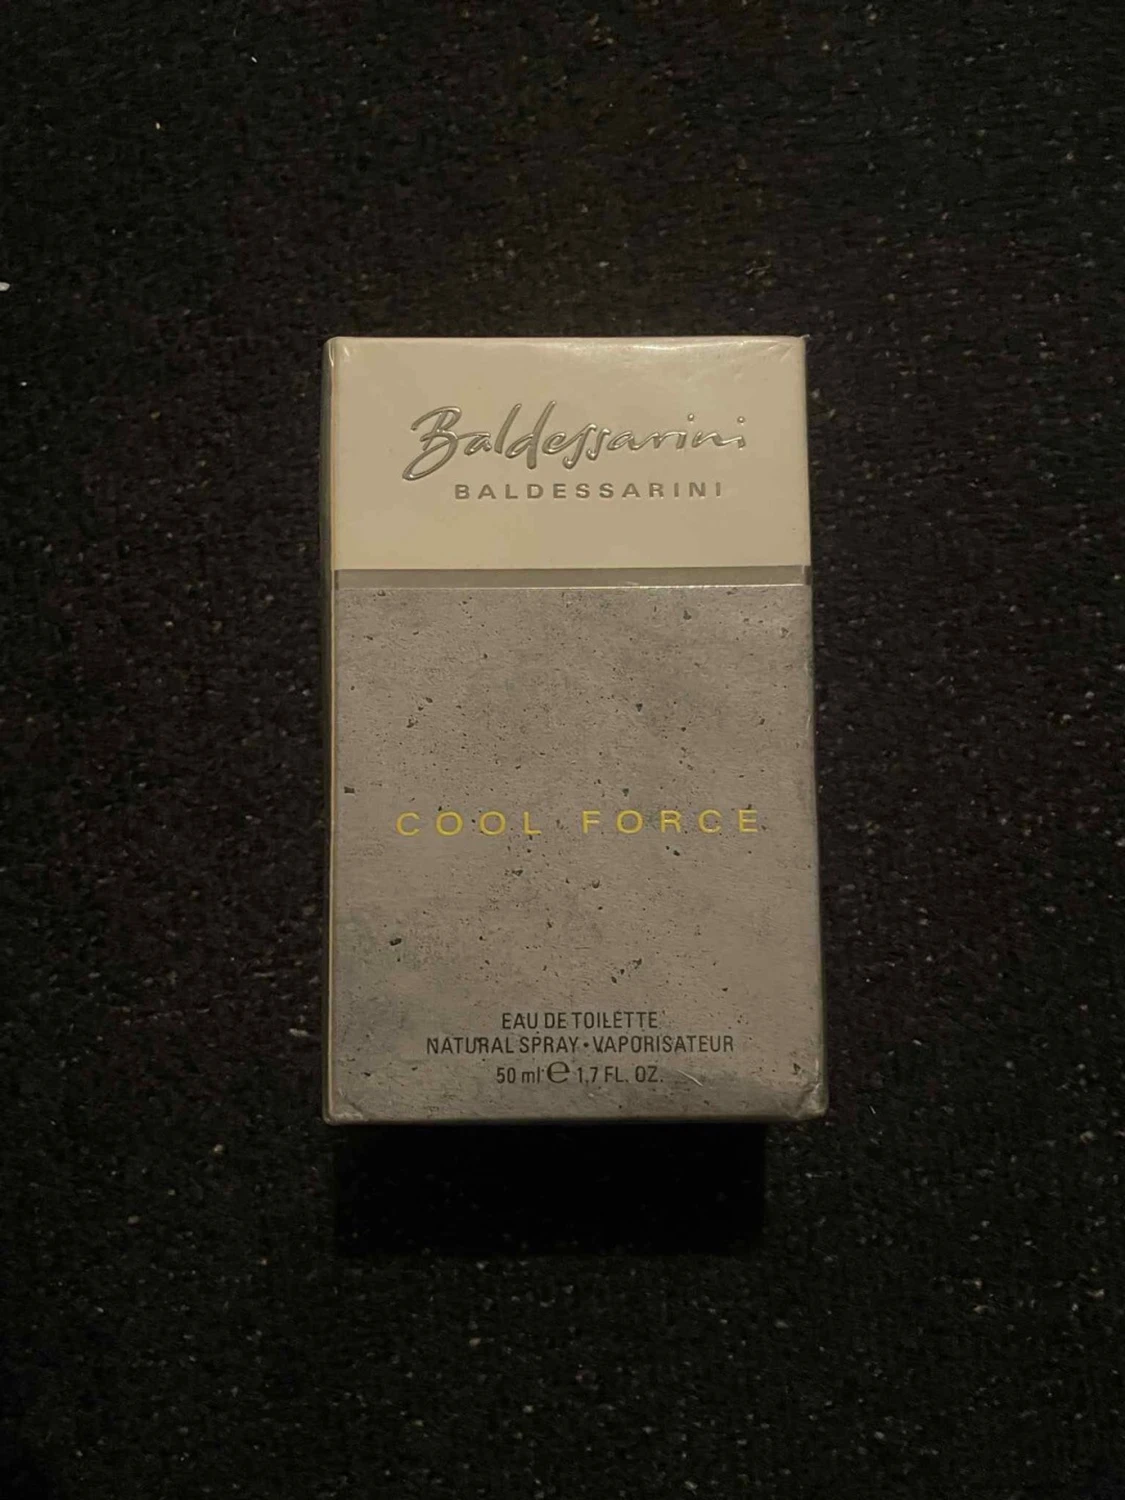 Baldessarini
BALDESSARINI
COOL FORCE
EAU DE TOILETTE
NATURAL SPRAY • VAPORISATEUR
50 ml ℮ 1.7 FL. OZ.